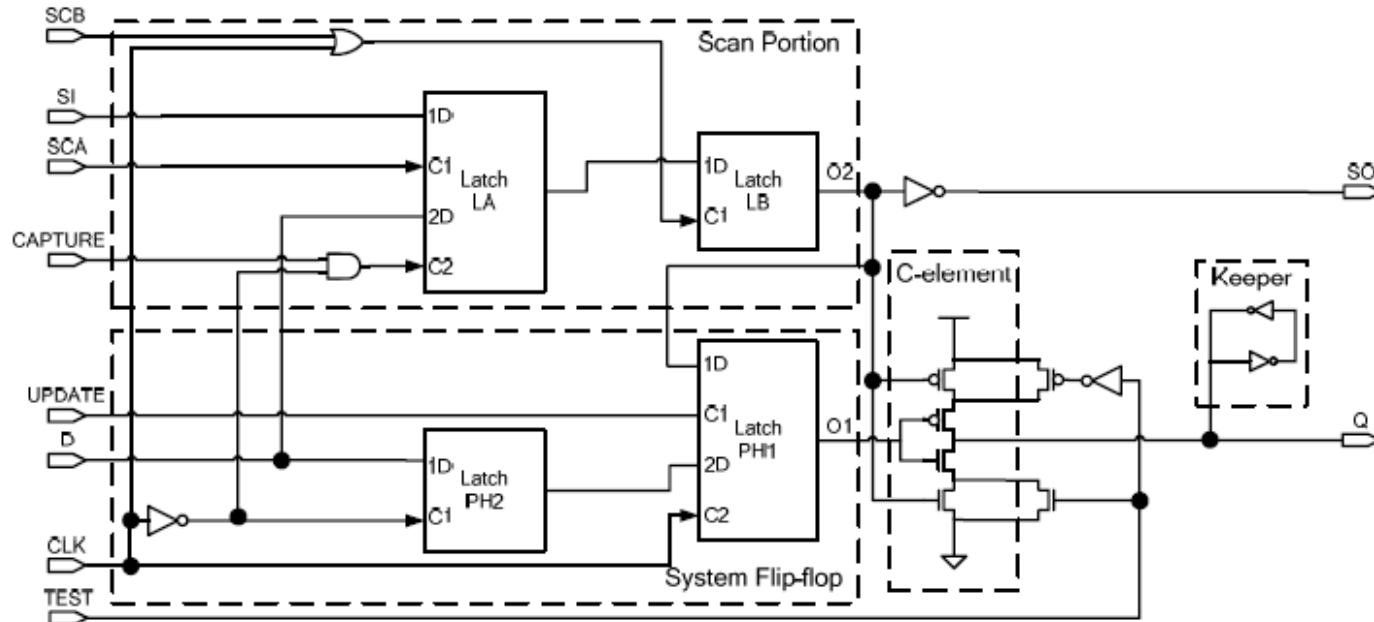 SCB
Scan Portion
SI
1D
SCA
C1
Latch
LA
1D
Latch
LB
O2
SO
2D
C1
CAPTURE
C2
C-element
Keeper
1D
UPDATE
C1
Latch
PH1
O1
Q
D
1D
Latch
PH2
2D
C1
C2
CLK
System Flip-flop
TEST